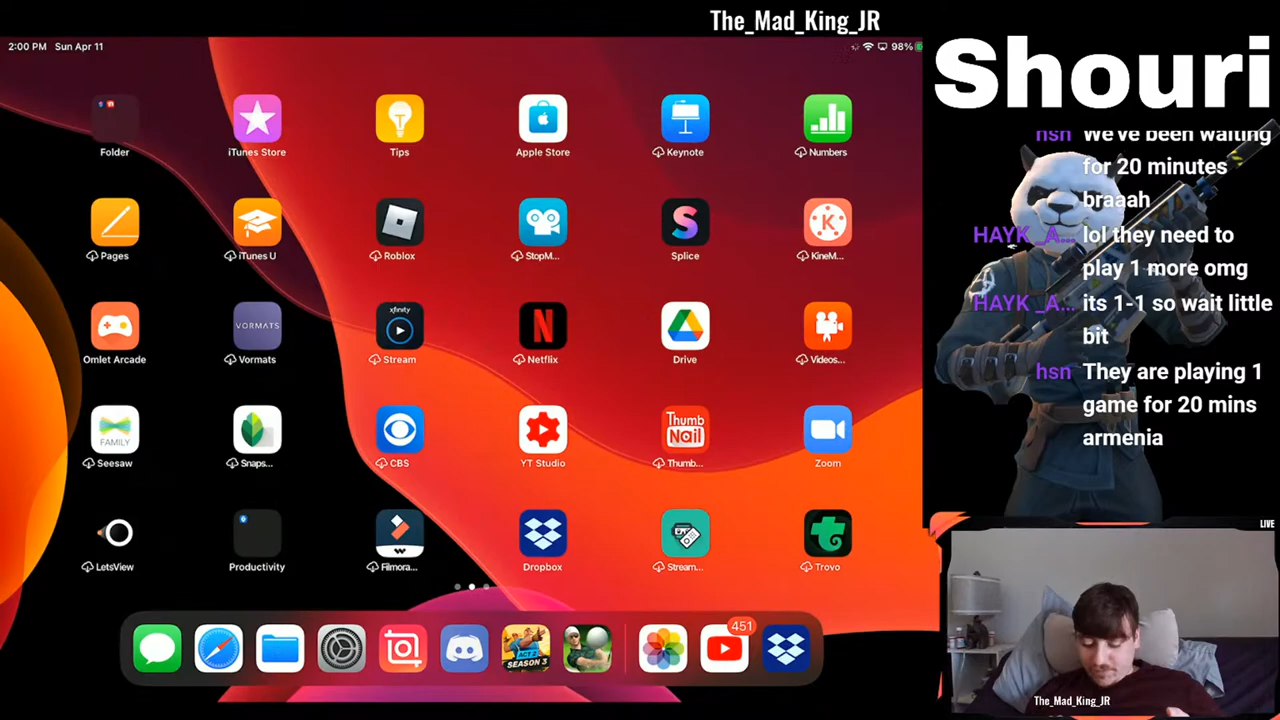 The_Mad_King_JR
2:00 PM Sun Apr 11
98%
Shouri
hsn We've been waiting
for 20 minutes
braaah
HAYK_A... lol they need to
play 1 more omg
HAYK_A... its 1-1 so wait little
bit
hsn They are playing 1
game for 20 mins
armenia
Folder
iTunes Store
Tips
Apple Store
Keynote
Numbers
Pages
iTunes U
Roblox
StopM...
Splice
KineM...
VORMATS
xfinity
Omlet Arcade
Vormats
Stream
Netflix
Drive
Videos...
FAMILY
Thumb
Nail
Seesaw
Snaps...
CBS
YT Studio
Thumb...
Zoom
LetsView
Productivity
Filmora...
Dropbox
Stream...
Trovo
ACT 2
SEASON 3
451
LIVE
The_Mad_King_JR